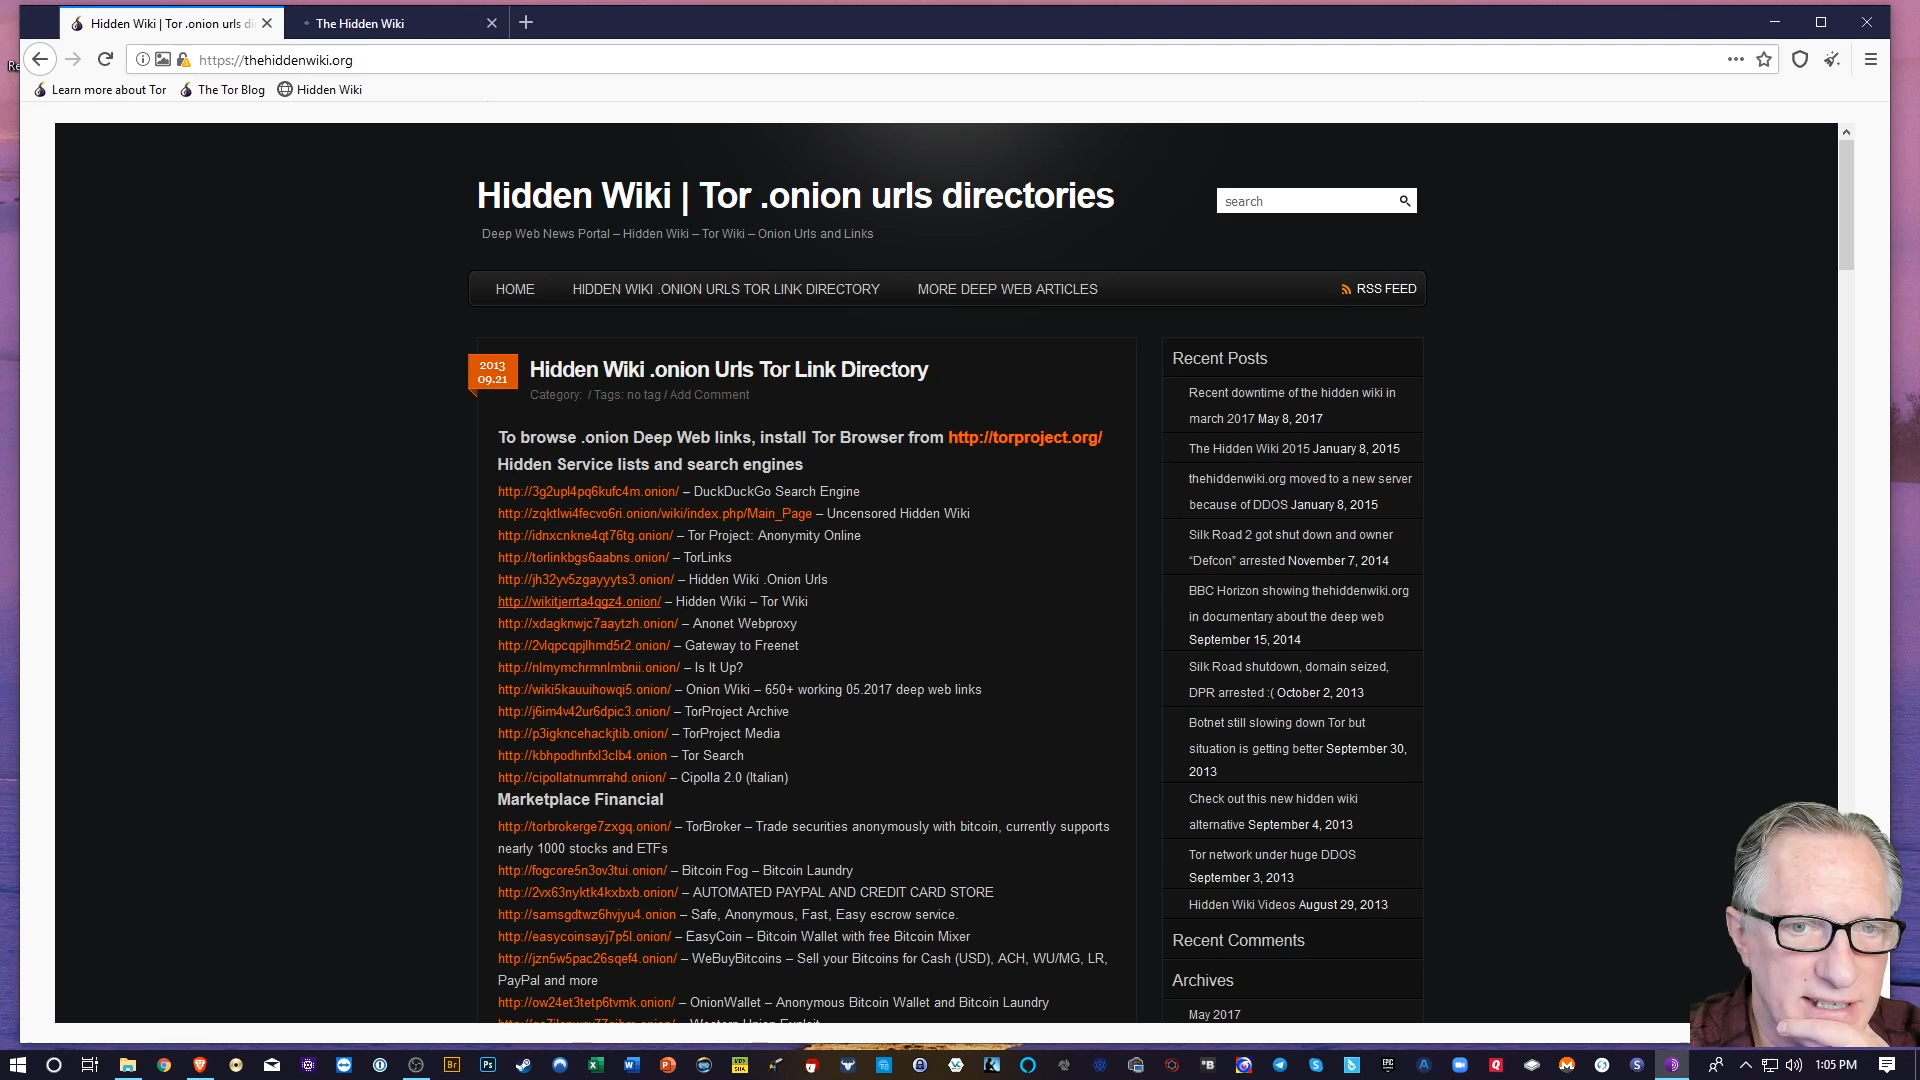 Hidden Wiki | Tor .onion urls di
The Hidden Wiki
https://thehiddenwiki.org
Learn more about Tor
The Tor Blog
Hidden Wiki
Hidden Wiki | Tor .onion urls directories
search
Deep Web News Portal – Hidden Wiki – Tor Wiki – Onion Urls and Links
HOME
HIDDEN WIKI .ONION URLS TOR LINK DIRECTORY
MORE DEEP WEB ARTICLES
RSS FEED
2013
09.21
Hidden Wiki .onion Urls Tor Link Directory
Category: / Tags: no tag / Add Comment
To browse .onion Deep Web links, install Tor Browser from http://torproject.org/
Hidden Service lists and search engines
http://3g2upl4pq6kufc4m.onion/ – DuckDuckGo Search Engine
http://zqktlwi4fecvo6ri.onion/wiki/index.php/Main_Page – Uncensored Hidden Wiki
http://idnxcnkne4qt76tg.onion/ – Tor Project: Anonymity Online
http://torlinkbgs6aabns.onion/ – TorLinks
http://jh32yv5zgayyyts3.onion/ – Hidden Wiki .Onion Urls
http://wikitjerrta4qgz4.onion/ – Hidden Wiki – Tor Wiki
http://xdagknwjc7aaytzh.onion/ – Anonet Webproxy
http://2vlqpcqpjlhmd5r2.onion/ – Gateway to Freenet
http://nlmymchrmnlmbnii.onion/ – Is It Up?
http://wiki5kauuihowqi5.onion/ – Onion Wiki – 650+ working 05.2017 deep web links
http://j6im4v42ur6dpic3.onion/ – TorProject Archive
http://p3igkncehackjtib.onion/ – TorProject Media
http://kbhpodhnfxl3clb4.onion – Tor Search
http://cipollatnumrrahd.onion/ – Cipolla 2.0 (Italian)
Marketplace Financial
http://torbrokerge7zxgq.onion/ – TorBroker – Trade securities anonymously with bitcoin, currently supports
nearly 1000 stocks and ETFs
http://fogcore5n3ov3tui.onion/ – Bitcoin Fog – Bitcoin Laundry
http://2vx63nyktk4kxbxb.onion/ – AUTOMATED PAYPAL AND CREDIT CARD STORE
http://samsgdtwz6hvjyu4.onion – Safe, Anonymous, Fast, Easy escrow service.
http://easycoinsayj7p5l.onion/ – EasyCoin – Bitcoin Wallet with free Bitcoin Mixer
http://jzn5w5pac26sqef4.onion/ – WeBuyBitcoins – Sell your Bitcoins for Cash (USD), ACH, WU/MG, LR,
PayPal and more
http://ow24et3tetp6tvmk.onion/ – OnionWallet – Anonymous Bitcoin Wallet and Bitcoin Laundry
Recent Posts
Recent downtime of the hidden wiki in
march 2017 May 8, 2017
The Hidden Wiki 2015 January 8, 2015
thehiddenwiki.org moved to a new server
because of DDOS January 8, 2015
Silk Road 2 got shut down and owner
“Defcon” arrested November 7, 2014
BBC Horizon showing thehiddenwiki.org
in documentary about the deep web
September 15, 2014
Silk Road shutdown, domain seized,
DPR arrested :( October 2, 2013
Botnet still slowing down Tor but
situation is getting better September 30,
2013
Check out this new hidden wiki
alternative September 4, 2013
Tor network under huge DDOS
September 3, 2013
Hidden Wiki Videos August 29, 2013
Recent Comments
Archives
May 2017
1:05 PM